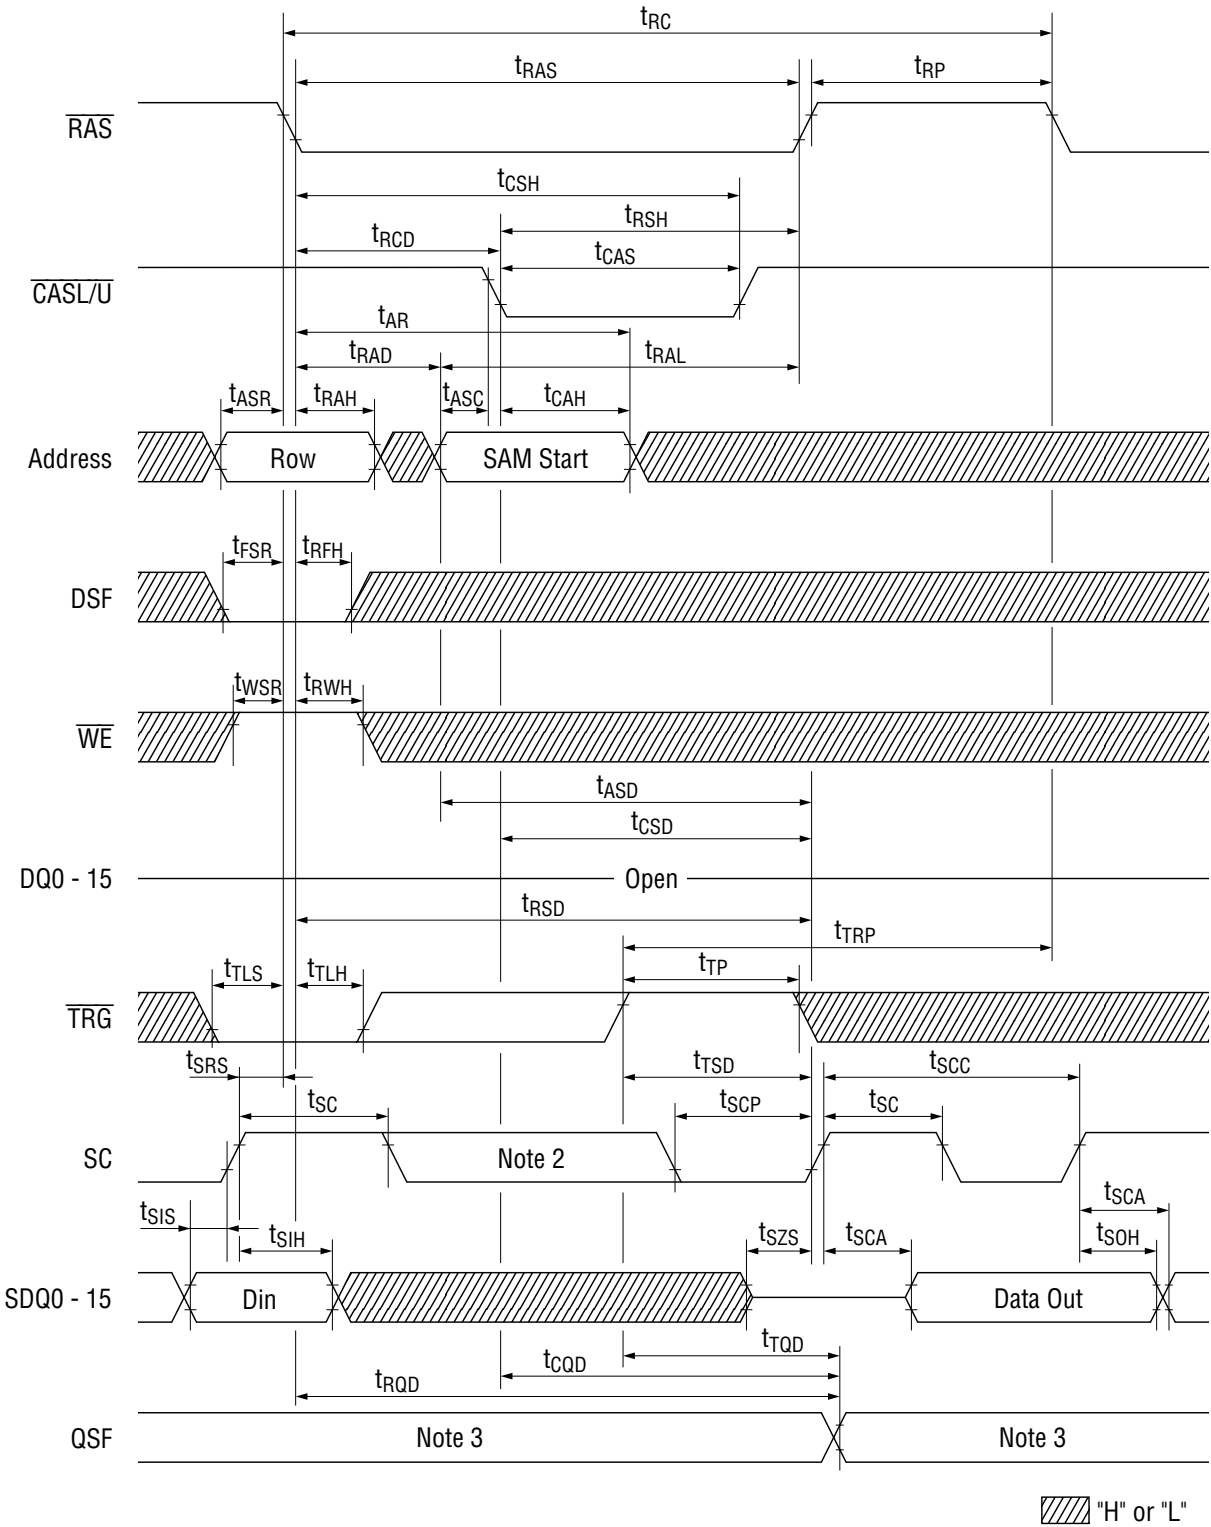 tRC
tRAS
tRP
RAS
tCSH
tRSH
tRCD
tCAS
CASL/U
tAR
tRAD
tRAL
tASR
tRAH
tASC
tCAH
Address
Row
SAM Start
tFSR
tRFH
DSF
tWSR
tRWH
WE
tASD
tCSD
DQ0 - 15
Open
tRSD
tTRP
tTP
tTLS
tTLH
TRG
tSRS
tTSD
tSCC
tSC
tSCP
tSC
SC
Note 2
tSIS
tSIH
tSZS
tSCA
tSCA
tSOH
SDQ0 - 15
Din
Data Out
tTQD
tCQD
tRQD
QSF
Note 3
Note 3
"H" or "L"